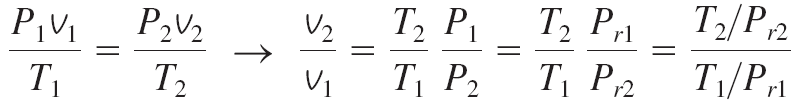 P₁v₁/T₁ = P₂v₂/T₂ → v₂/v₁ = T₂/T₁ P₁/P₂ = T₂/T₁ Pᵣ₁/Pᵣ₂ = (T₂/Pᵣ₂)/(T₁/Pᵣ₁)